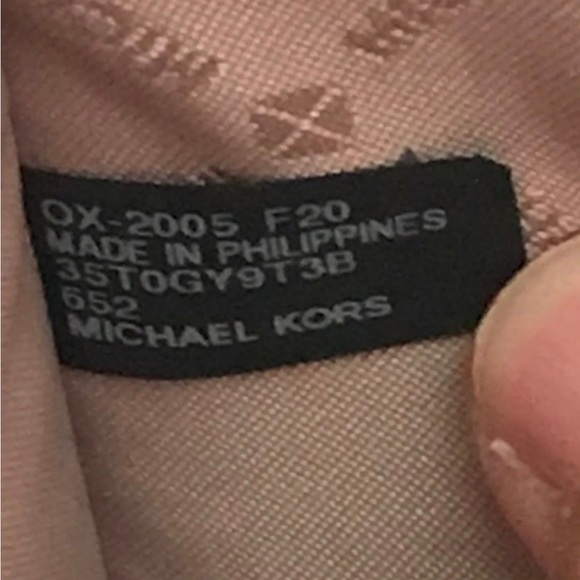 OX-2005 F20
MADE IN PHILIPPINES
35T0GY9T3B
652
MICHAEL KORS